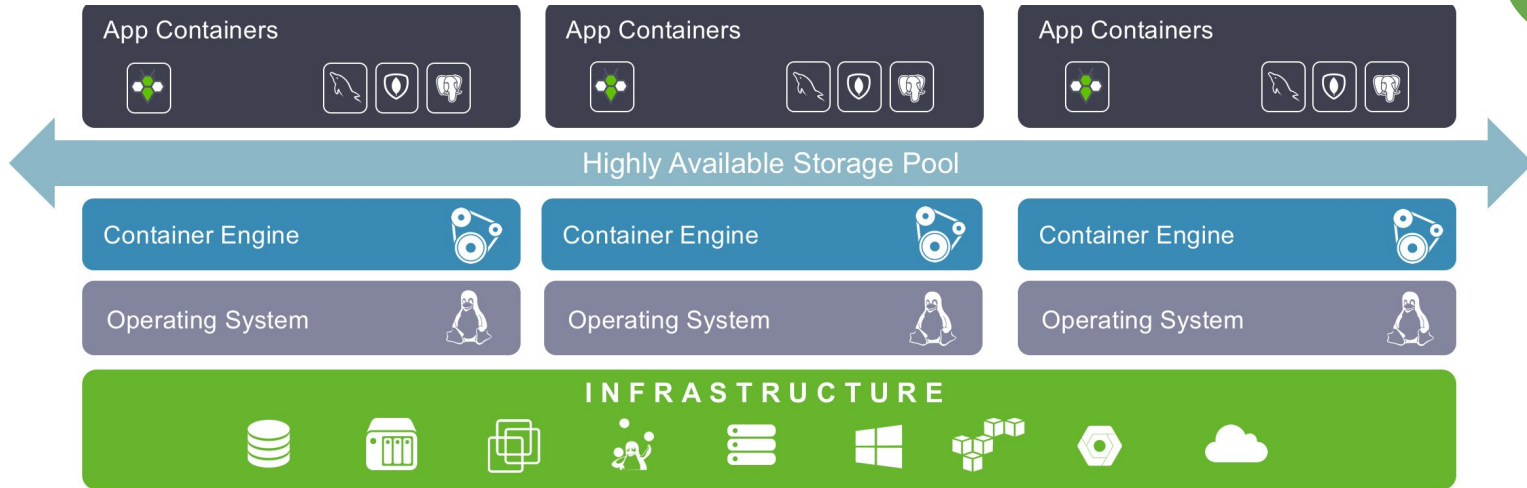 App Containers
App Containers
App Containers
Highly Available Storage Pool
Container Engine
Container Engine
Container Engine
Operating System
Operating System
Operating System
INFRASTRUCTURE